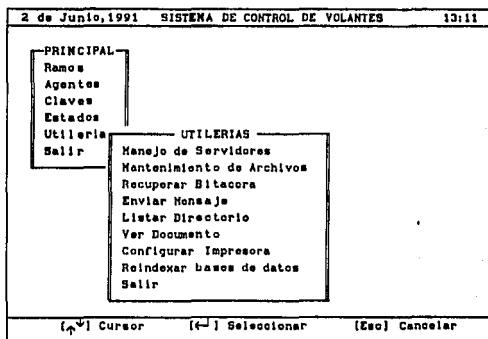 2 de Junio,1991 SISTEMA DE CONTROL DE VOLANTES 13:11
PRINCIPAL
Ramos
Agentes
Claves
Estados
Utileria
Salir
UTILERIAS
Manejo de Servidores
Mantenimiento de Archivos
Recuperar Bitacora
Enviar Mensaje
Listar Directorio
Ver Documento
Configurar Impresora
Reindexar bases de datos
Salir
[↑↓] Cursor [←┘] Seleccionar [Esc] Cancelar